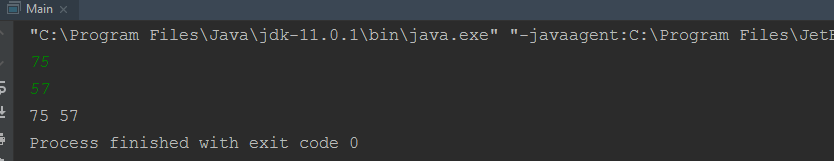 Main
"C:\Program Files\Java\jdk-11.0.1\bin\java.exe" "-javaagent:C:\Program Files\JetB
75
57
75 57
Process finished with exit code 0